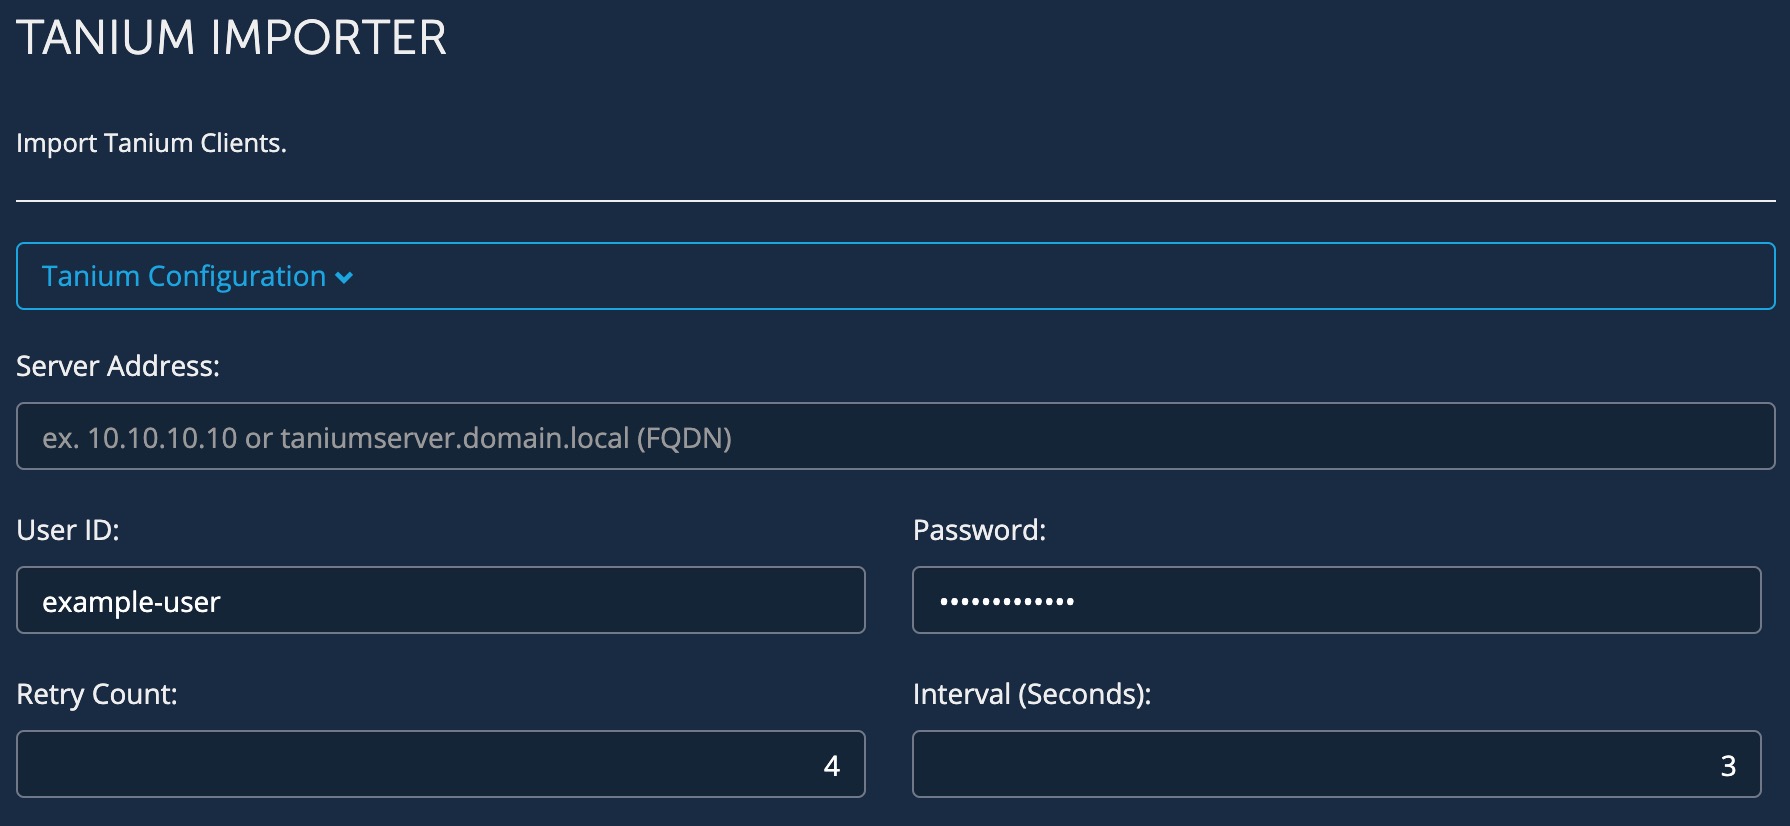 TANIUM IMPORTER
Import Tanium Clients.
Tanium Configuration
Server Address:
ex. 10.10.10.10 or taniumserver.domain.local (FQDN)
User ID:
Password:
example-user
•••••••••••••
Retry Count:
Interval (Seconds):
4
3